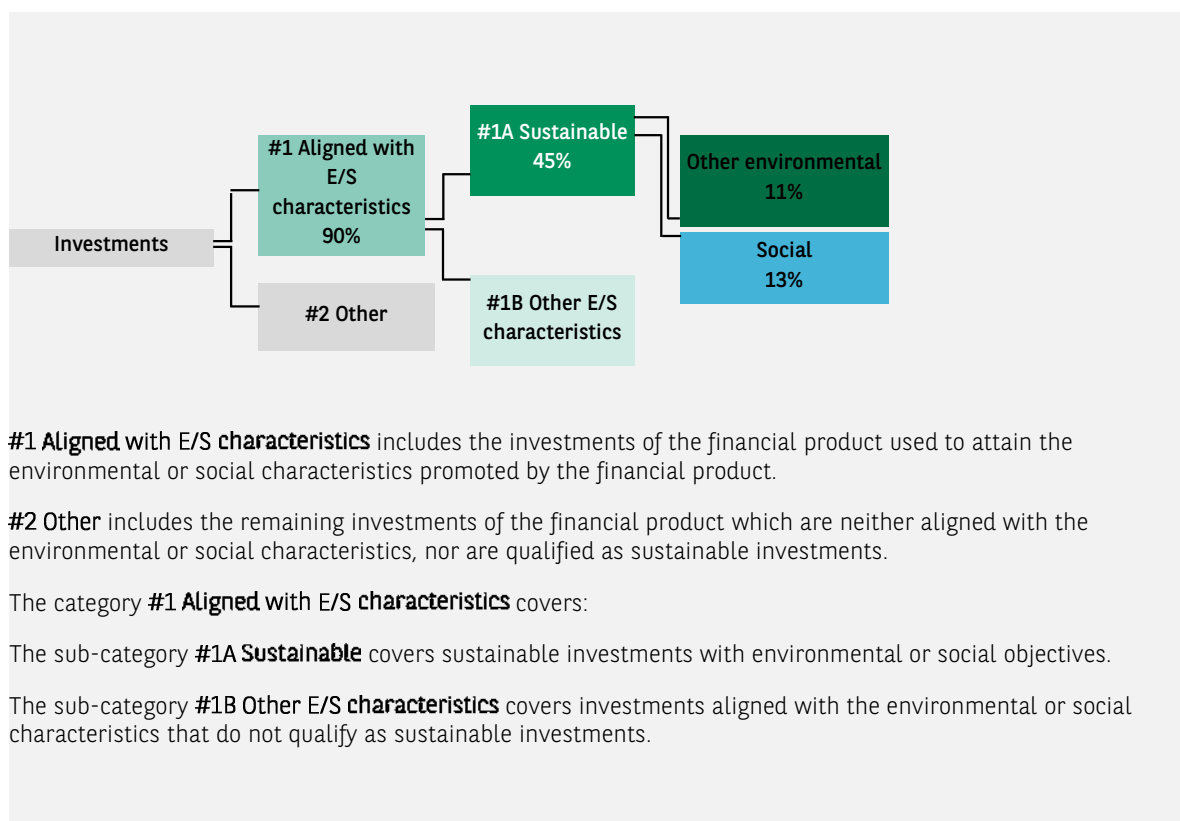 Investments
#1 Aligned with
E/S
characteristics
90%
#2 Other
#1A Sustainable
45%
#1B Other E/S
characteristics
Other environmental
11%
Social
13%
#1 Aligned with E/S characteristics includes the investments of the financial product used to attain the
environmental or social characteristics promoted by the financial product.
#2 Other includes the remaining investments of the financial product which are neither aligned with the
environmental or social characteristics, nor are qualified as sustainable investments.
The category #1 Aligned with E/S characteristics covers:
The sub-category #1A Sustainable covers sustainable investments with environmental or social objectives.
The sub-category #1B Other E/S characteristics covers investments aligned with the environmental or social
characteristics that do not qualify as sustainable investments.